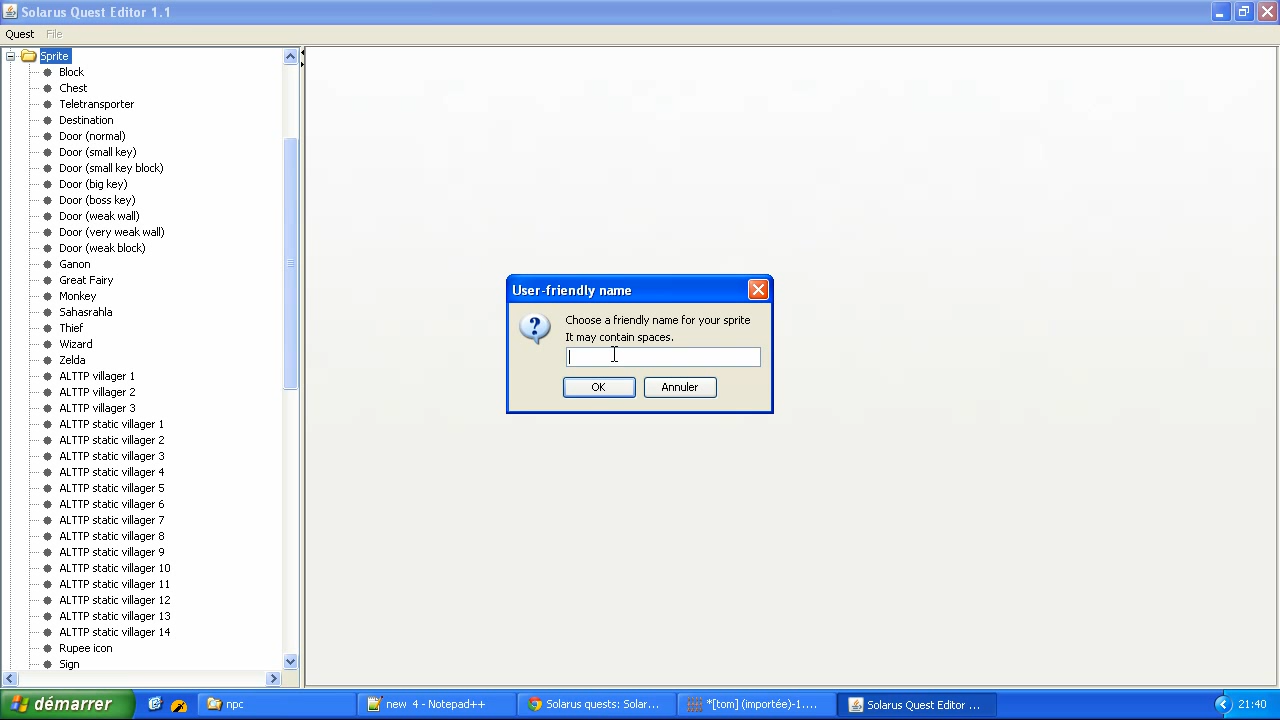 Solarus Quest Editor 1.1
Quest File
Sprite
Block
Chest
Teletransporter
Destination
Door (normal)
Door (small key)
Door (small key block)
Door (big key)
Door (boss key)
Door (weak wall)
Door (very weak wall)
Door (weak block)
Ganon
Great Fairy
Monkey
Sahasrahla
Thief
Wizard
Zelda
ALTTP villager 1
ALTTP villager 2
ALTTP villager 3
ALTTP static villager 1
ALTTP static villager 2
ALTTP static villager 3
ALTTP static villager 4
ALTTP static villager 5
ALTTP static villager 6
ALTTP static villager 7
ALTTP static villager 8
ALTTP static villager 9
ALTTP static villager 10
ALTTP static villager 11
ALTTP static villager 12
ALTTP static villager 13
ALTTP static villager 14
Rupee icon
Sign
User-friendly name
Choose a friendly name for your sprite
It may contain spaces.
OK Annuler
démarrer npc new 4 - Notepad++ Solarus quests: Solar... *[tom] (importée)-1.... Solarus Quest Editor ... 21:40